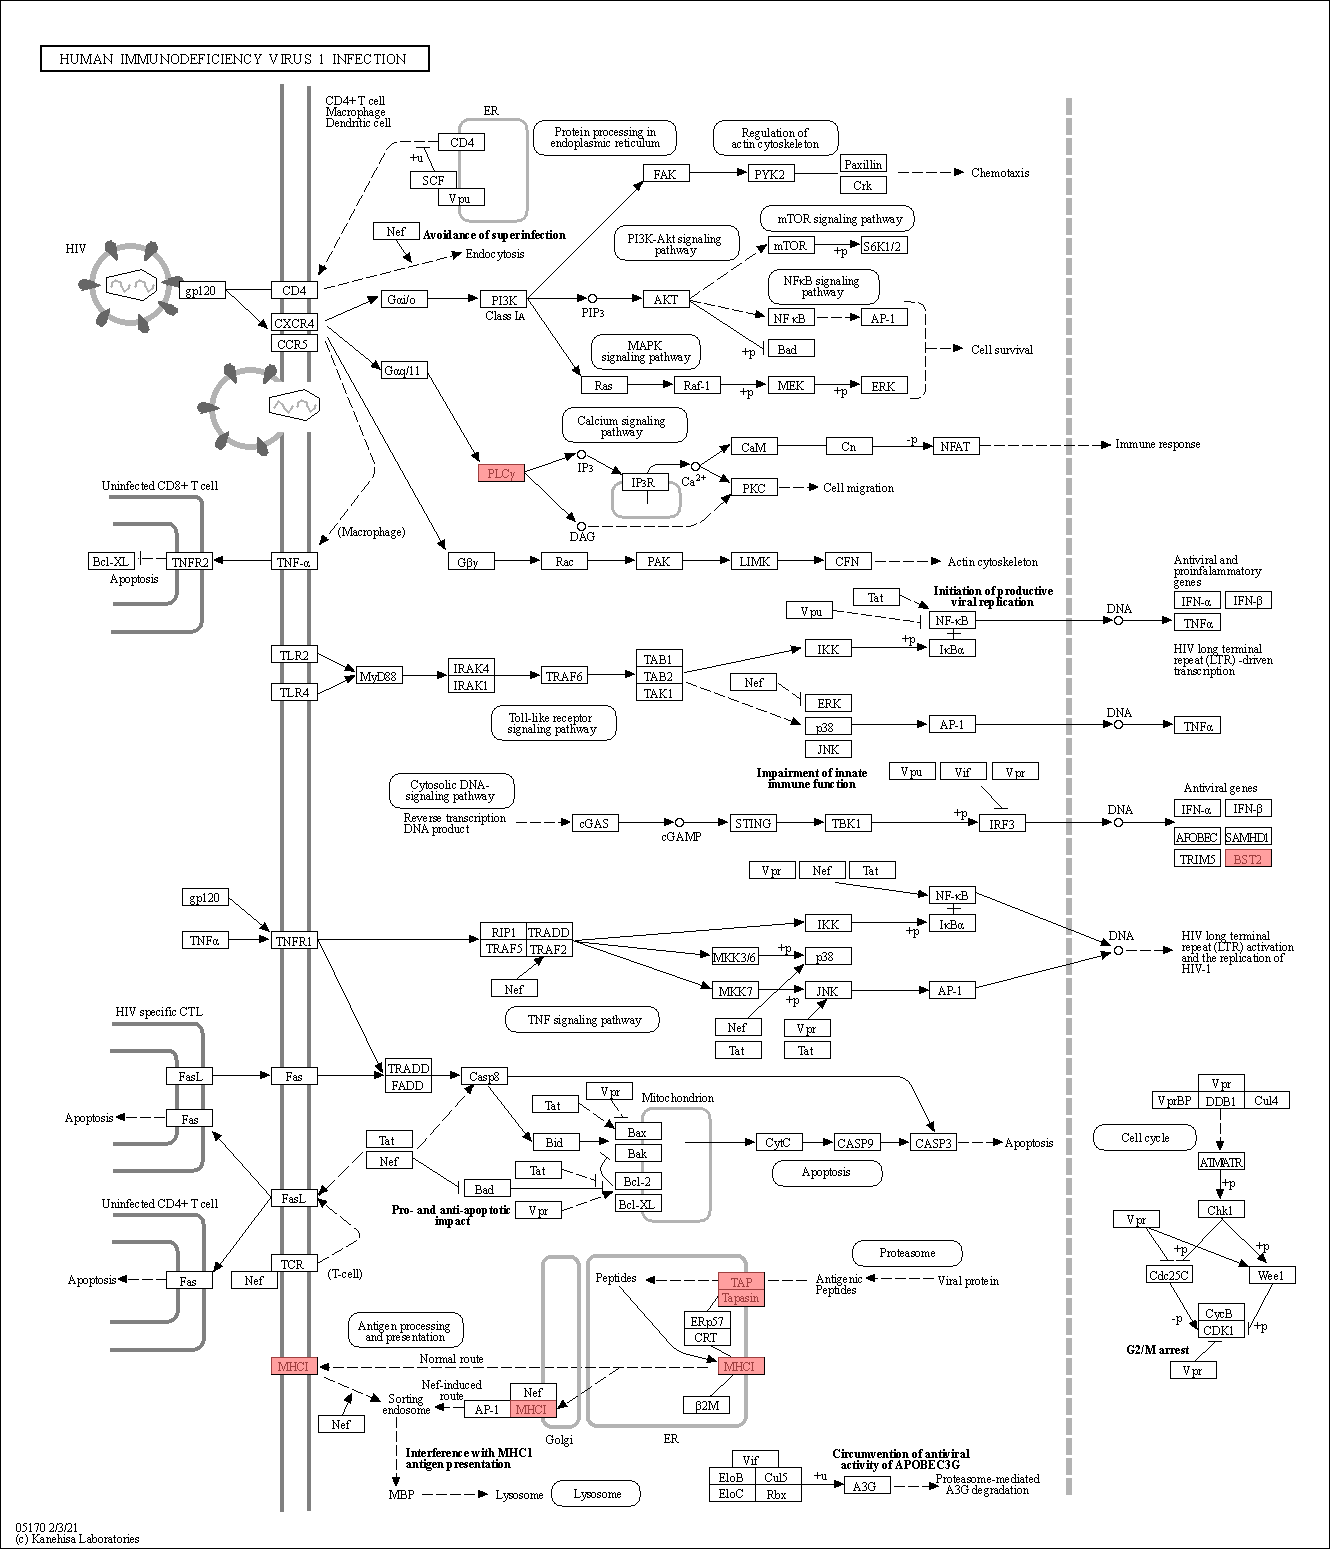 HUMAN IMMUNODEFICIENCY VIRUS 1 INFECTION
CD4+ T cell
Macrophage
Dendritic cell
ER
CD4
+u
SCF
Vpu
Protein processing in
endoplasmic reticulum
Regulation of
actin cytoskeleton
FAK
PYK2
Paxillin
Crk
Chemotaxis
HIV
Nef
Avoidance of superinfection
Endocytosis
PI3K-Akt signaling
pathway
mTOR signaling pathway
mTOR
+p
S6K1/2
NFκB signaling
pathway
gp120
CD4
CXCR4
CCR5
Gαi/o
PI3K
Class IA
PIP3
AKT
NFκB
AP-1
+p
Bad
Cell survival
Gαq/11
MAPK
signaling pathway
Ras
Raf-1
+p
MEK
+p
ERK
Calcium signaling
pathway
PLCγ
IP3
IP3R
Ca2+
CaM
Cn
-p
NFAT
Immune response
PKC
Cell migration
DAG
Uninfected CD8+ T cell
(Macrophage)
Bcl-XL
Apoptosis
TNFR2
TNF-α
Gβγ
Rac
PAK
LIMK
CFN
Actin cytoskeleton
Antiviral and
proinfalammatory
genes
IFN-α
IFN-β
TNFα
Initiation of productive
viral replication
Tat
Vpu
NF-κB
+p
IKK
IκBα
DNA
HIV long terminal
repeat (LTR) -driven
transcription
TLR2
TLR4
MyD88
IRAK4
IRAK1
TRAF6
TAB1
TAB2
TAK1
Nef
ERK
p38
JNK
AP-1
DNA
TNFα
Toll-like receptor
signaling pathway
Impairment of innate
immune function
Vpu
Vif
Vpr
Cytosolic DNA-
signaling pathway
Reverse transcription
DNA product
cGAS
cGAMP
STING
TBK1
+p
IRF3
DNA
Antiviral genes
IFN-α
IFN-β
APOBEC
SAMHD1
TRIM5
BST2
Vpr
Nef
Tat
gp120
TNFα
TNFR1
RIP1
TRADD
TRAF5
TRAF2
Nef
IKK
+p
NF-κB
IκBα
MKK3/6
+p
p38
MKK7
+p
JNK
AP-1
DNA
HIV long terminal
repeat (LTR) activation
and the replication of
HIV-1
TNF signaling pathway
Nef
Tat
Vpr
Tat
HIV specific CTL
FasL
Fas
Apoptosis
Fas
TRADD
FADD
Casp8
Tat
Vpr
Mitochondrion
Bax
Bak
Bcl-2
Bcl-XL
Bid
Tat
Vpr
Tat
Nef
Bad
Pro- and anti-apoptotic
impact
CytC
CASP9
CASP3
Apoptosis
Apoptosis
Vpr
VprBP
DDB1
Cul4
Cell cycle
ATMATR
+p
Chk1
Vpr
+p
+p
Cdc25C
Wee1
-p
CycB
CDK1
+p
G2/M arrest
Vpr
Uninfected CD4+ T cell
FasL
TCR
(T-cell)
Nef
Fas
Apoptosis
Proteasome
Peptides
TAP
Tapasin
Antigenic
Peptides
Viral protein
ERp57
CRT
Antigen processing
and presentation
MHCI
Normal route
MHCI
Nef-induced
route
Nef
AP-1
MHCI
β2M
Sorting
endosome
Nef
Golgi
ER
Interference with MHC1
antigen presentation
MBP
Lysosome
Lysosome
Circumvention of antiviral
activity of APOBEC3G
Vif
EloB
Cul5
EloC
Rbx
+u
A3G
Proteasome-mediated
A3G degradation
05170 2/3/21
(c) Kanehisa Laboratories